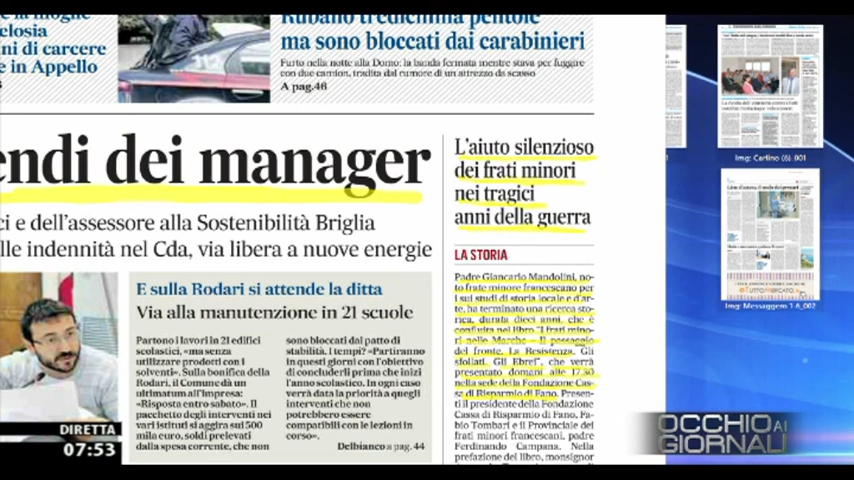 la moglie
elosia
ni di carcere
e in Appello
Rubano tredicimila pentole
ma sono bloccati dai carabinieri
Furto nella notte alla Domo: la banda fermata mentre stava per fuggire
con due camion, tradita dal rumore di un attrezzo da scasso
A pag.46
endi dei manager
ci e dell'assessore alla Sostenibilità Briglia
lle indennità nel Cda, via libera a nuove energie
E sulla Rodari si attende la ditta
Via alla manutenzione in 21 scuole
Partono i lavori in 21 edifici
scolastici, «ma senza
utilizzare prodotti con i
solventi». Sulla bonifica della
Rodari, il Comune dà un
ultimatum all'impresa:
«Risposta entro sabato». Il
pacchetto degli interventi nei
vari istituti si aggira sui 500
mila euro, soldi prelevati
dalla spesa corrente, che non
sono bloccati dal patto di
stabilità. I tempi? «Partiranno
in questi giorni con l'obiettivo
di concluderli prima che inizi
l'anno scolastico. In ogni caso
verrà data la priorità a quegli
interventi che non
potrebbero essere
compatibili con le lezioni in
corso».
Delbianco a pag. 44
L'aiuto silenzioso
dei frati minori
nei tragici
anni della guerra
LA STORIA
Padre Giancarlo Mandolini, no-
to frate minore francescano per
i sui studi di storia locale e d'ar-
te, ha terminato una ricerca sto-
rica, durata dieci anni, che è
confluita nel libro "I frati mino-
ri nelle Marche - Il passaggio
del fronte. La Resistenza. Gli
sfollati. Gli Ebrei", che verrà
presentato domani alle 17.30
nella sede della Fondazione Cas-
sa di Risparmio di Fano. Presen-
ti il presidente della Fondazione
Cassa di Risparmio di Fano, Fa-
bio Tombari e il Provinciale dei
frati minori francescani, padre
Ferdinando Campana. Nella
prefazione del libro, monsignor
Img: Carlino (6)_001
Img: Messaggero 1-6_002
DIRETTA
07:53
OCCHIO AI
GIORNALI